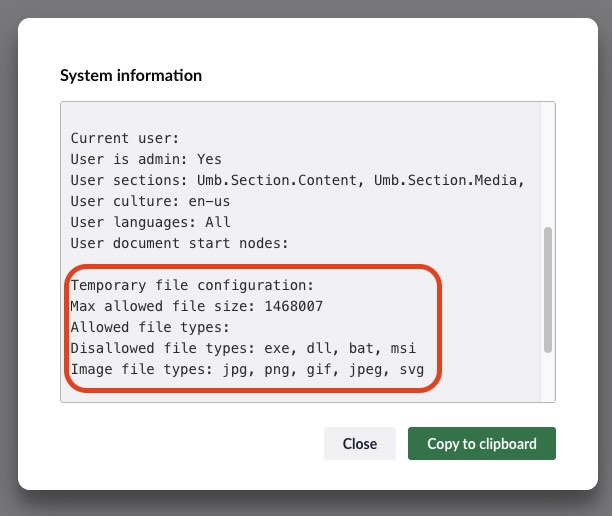 System information
Current user:
User is admin: Yes
User sections: Umb.Section.Content, Umb.Section.Media,
User culture: en-us
User languages: All
User document start nodes:
Temporary file configuration:
Max allowed file size: 1468007
Allowed file types:
Disallowed file types: exe, dll, bat, msi
Image file types: jpg, png, gif, jpeg, svg
Close
Copy to clipboard